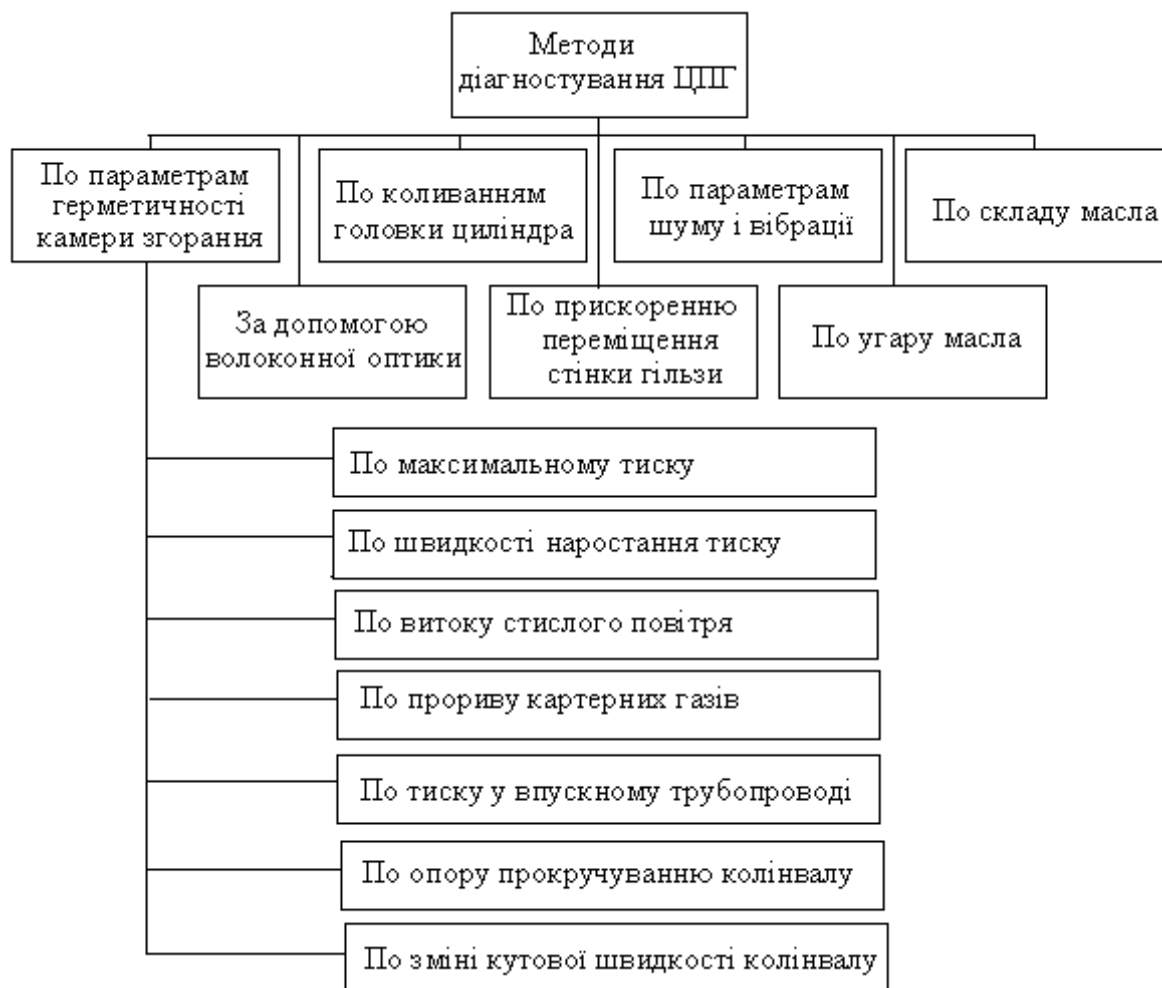 Методи
діагностування ЦПГ
По параметрам
герметичності
камери згорання
По коливанням
головки циліндра
По параметрам
шуму і вібрації
По складу масла
За допомогою
волоконної оптики
По прискоренню
переміщення
стінки гільзи
По угару масла
По максимальному тиску
По швидкості наростання тиску
По витоку стислого повітря
По прориву картерних газів
По тиску у впускному трубопроводі
По опору прокручуванню колінвалу
По зміні кутової швидкості колінвалу